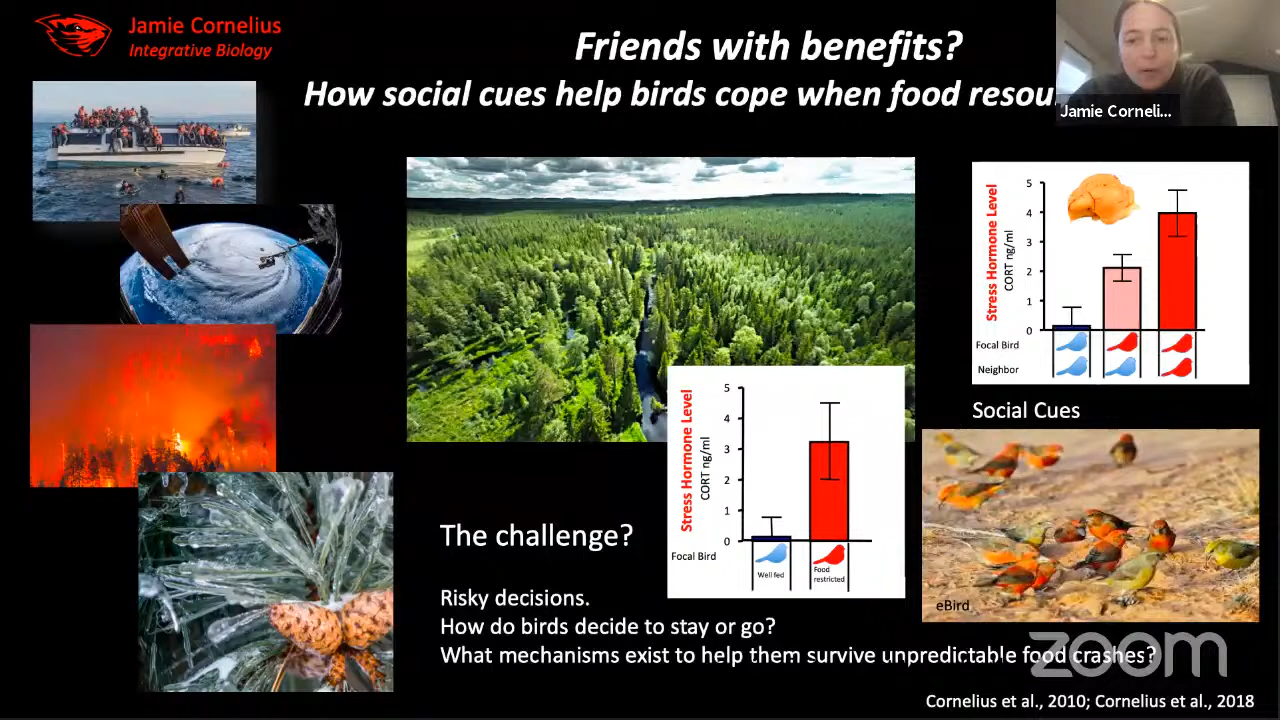 Jamie Cornelius
Integrative Biology
Friends with benefits?
How social cues help birds cope when food resou
Jamie Corneli...
Stress Hormone Level
CORT ng/ml
5
4
3
2
1
0
Focal Bird
Neighbor
Social Cues
Stress Hormone Level
CORT ng/ml
5
4
3
2
1
0
Focal Bird
Well fed
Food
restricted
The challenge?
Risky decisions.
How do birds decide to stay or go?
What mechanisms exist to help them survive unpredictable food crashes?
eBird
zoom
Cornelius et al., 2010; Cornelius et al., 2018